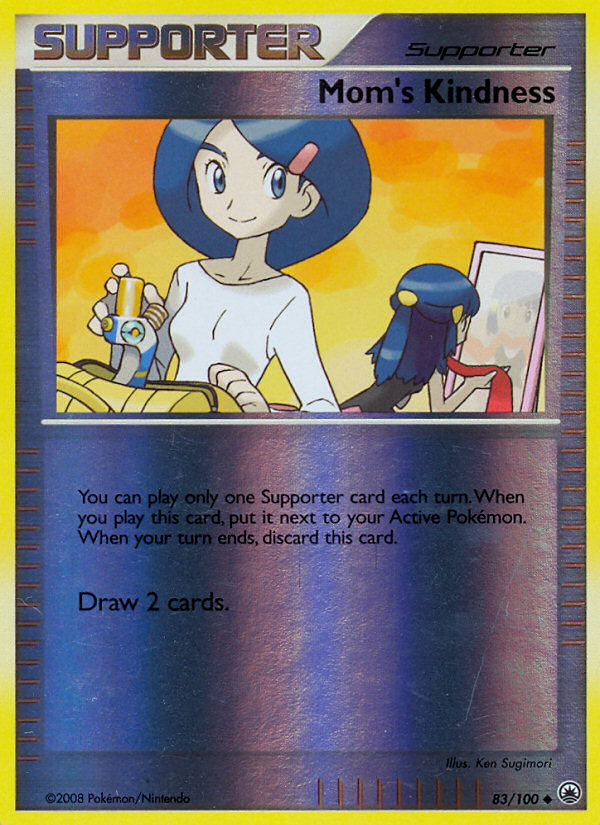 SUPPORTER
Supporter
Mom's Kindness
You can play only one Supporter card each turn. When
you play this card, put it next to your Active Pokémon.
When your turn ends, discard this card.
Draw 2 cards.
Illus. Ken Sugimori
©2008 Pokémon/Nintendo
83/100